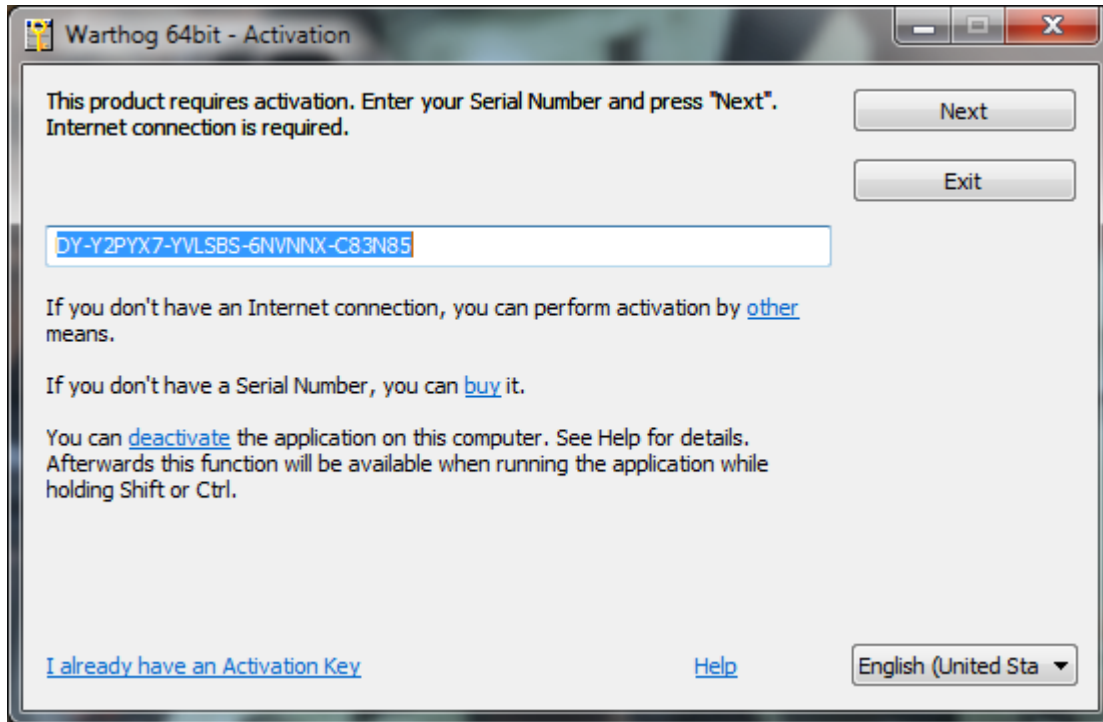 Warthog 64bit - Activation
This product requires activation. Enter your Serial Number and press "Next".
Internet connection is required.
Next
Exit
DY-Y2PYX7-YVLSBS-6NVNNX-C83N85
If you don't have an Internet connection, you can perform activation by other
means.
If you don't have a Serial Number, you can buy it.
You can deactivate the application on this computer. See Help for details.
Afterwards this function will be available when running the application while
holding Shift or Ctrl.
I already have an Activation Key
Help
English (United Sta